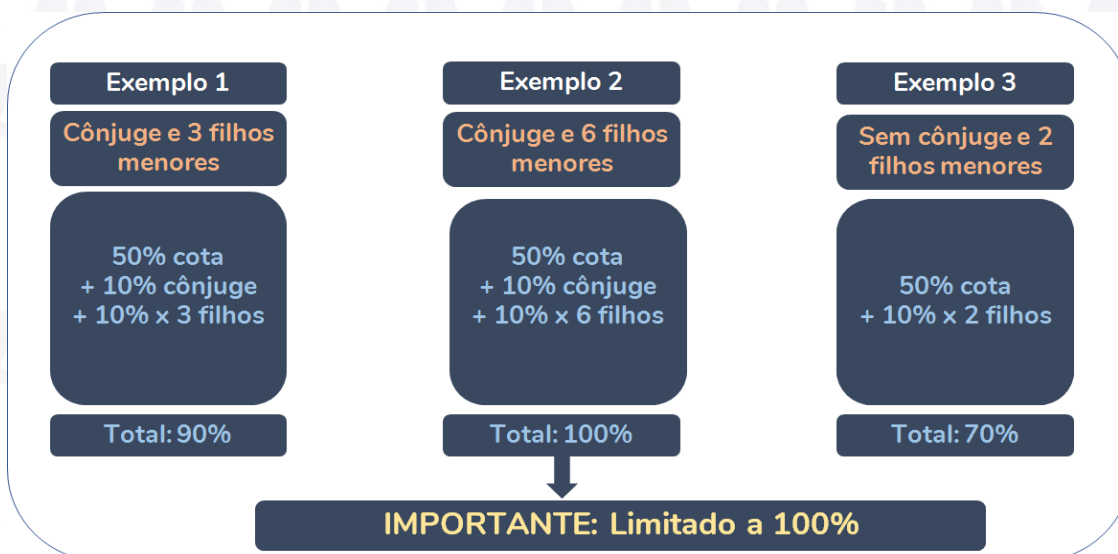 Exemplo 1
Cônjuge e 3 filhos
menores
50% cota
+ 10% cônjuge
+ 10% x 3 filhos
Total: 90%
Exemplo 2
Cônjuge e 6 filhos
menores
50% cota
+ 10% cônjuge
+ 10% x 6 filhos
Total: 100%
Exemplo 3
Sem cônjuge e 2
filhos menores
50% cota
+ 10% x 2 filhos
Total: 70%
IMPORTANTE: Limitado a 100%